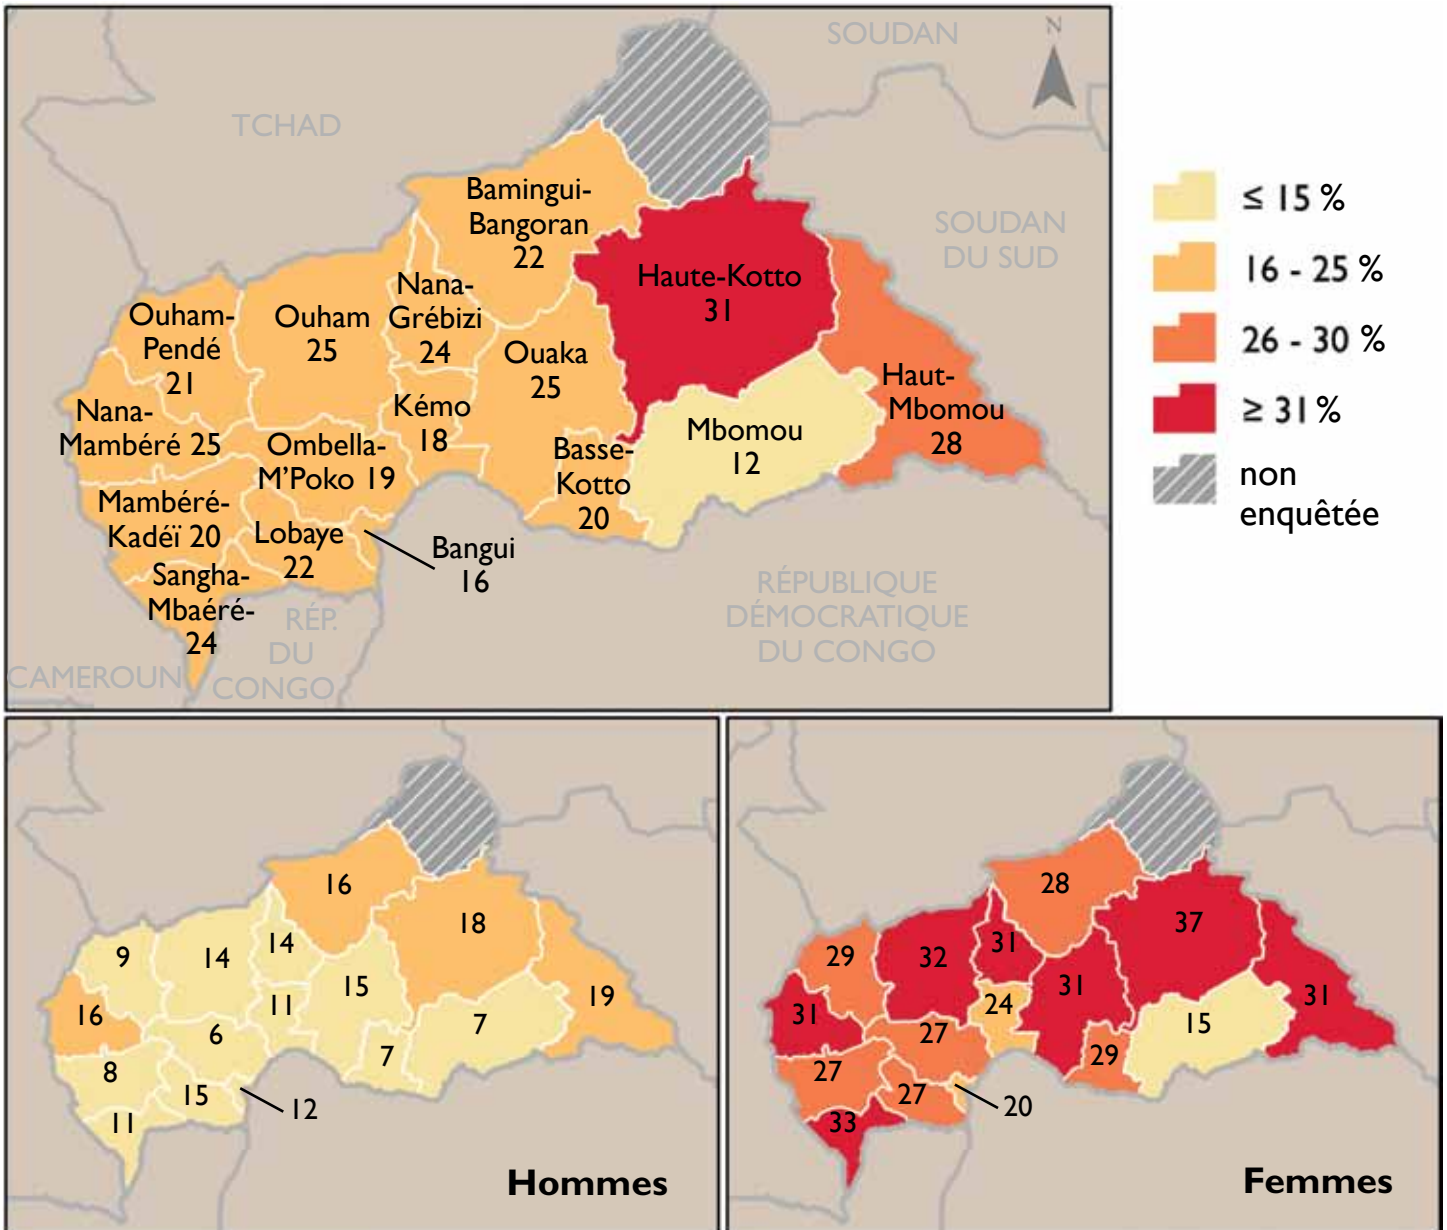 SOUDAN
N
TCHAD
SOUDAN
DU SUD
Bamingui-
Bangoran
22
Haute-Kotto
31
Nana-
Grébizi
24
Ouham-
Pendé
21
Ouham
25
Ouaka
25
Haut-
Mbomou
28
Nana-
Mambéré 25
Kémo
18
Mbomou
12
Ombella-
M'Poko 19
Basse-
Kotto
20
Mambéré-
Kadéï 20
Lobaye
22
Bangui
16
Sangha-
Mbaéré-
24
RÉP.
DU
CONGO
CAMEROUN
RÉPUBLIQUE
DÉMOCRATIQUE
DU CONGO
≤ 15 %
16 - 25 %
26 - 30 %
≥ 31 %
non
enquêtée
16
18
9
14
14
15
19
16
11
7
6
7
8
15
12
11
Hommes
28
37
29
32
31
31
31
31
24
15
27
29
27
27
20
33
Femmes